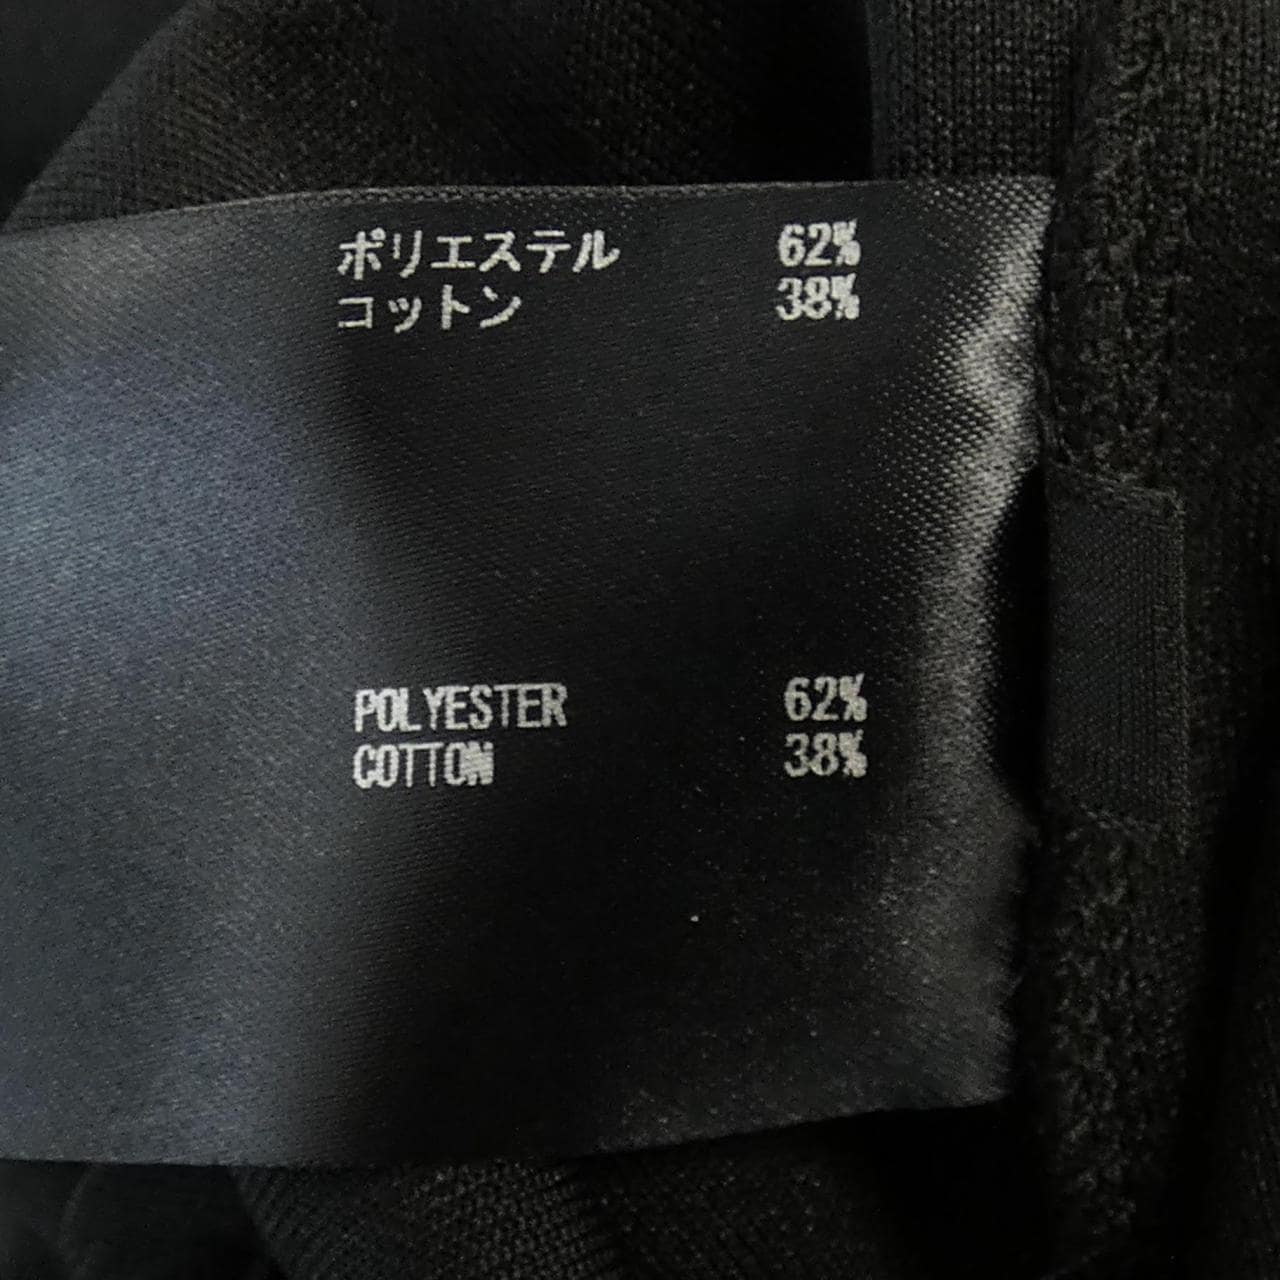 ポリエステル 62%
コットン 38%
POLYESTER 62%
COTTON 38%